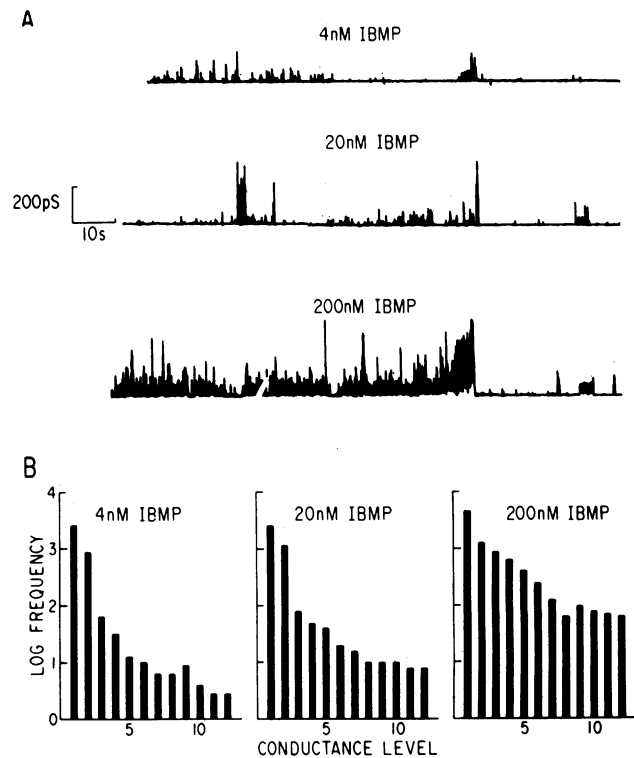 A
4nM IBMP
20nM IBMP
200pS
10s
200nM IBMP
B
4nM IBMP
20nM IBMP
200nM IBMP
LOG FREQUENCY
4
3
2
1
0
5
10
5
10
5
10
CONDUCTANCE LEVEL